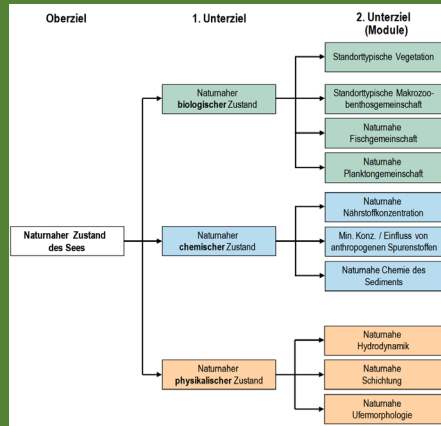 Oberziel
1. Unterziel
2. Unterziel
(Module)
Naturnaher Zustand
des Sees
Naturnaher
biologischer Zustand
Standorttypische Vegetation
Standorttypische Makrozoo-
benthosgemeinschaft
Naturnahe
Fischgemeinschaft
Naturnahe
Planktongemeinschaft
Naturnaher
chemischer Zustand
Naturnahe
Nährstoffkonzentration
Min. Konz. / Einfluss von
anthropogenen Spurenstoffen
Naturnahe Chemie des
Sediments
Naturnaher
physikalischer Zustand
Naturnahe
Hydrodynamik
Naturnahe
Schichtung
Naturnahe
Ufermorphologie